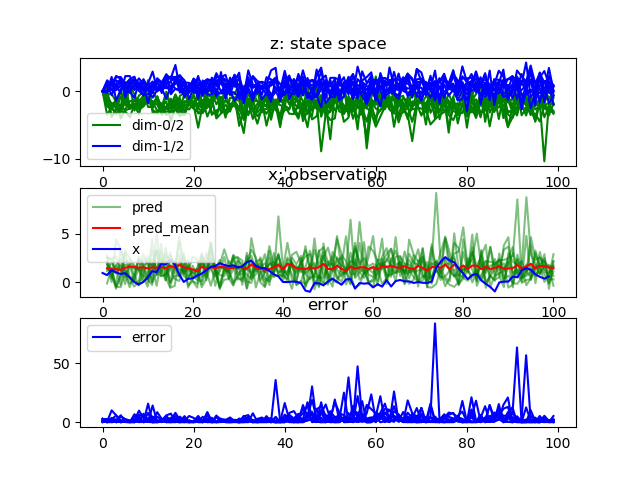 z: state space
0
−10
dim-0/2
dim-1/2
0 20 40 60 80 100
x: observation
5
0
pred
pred_mean
x
0 20 40 60 80 100
error
50
0
error
0 20 40 60 80 100